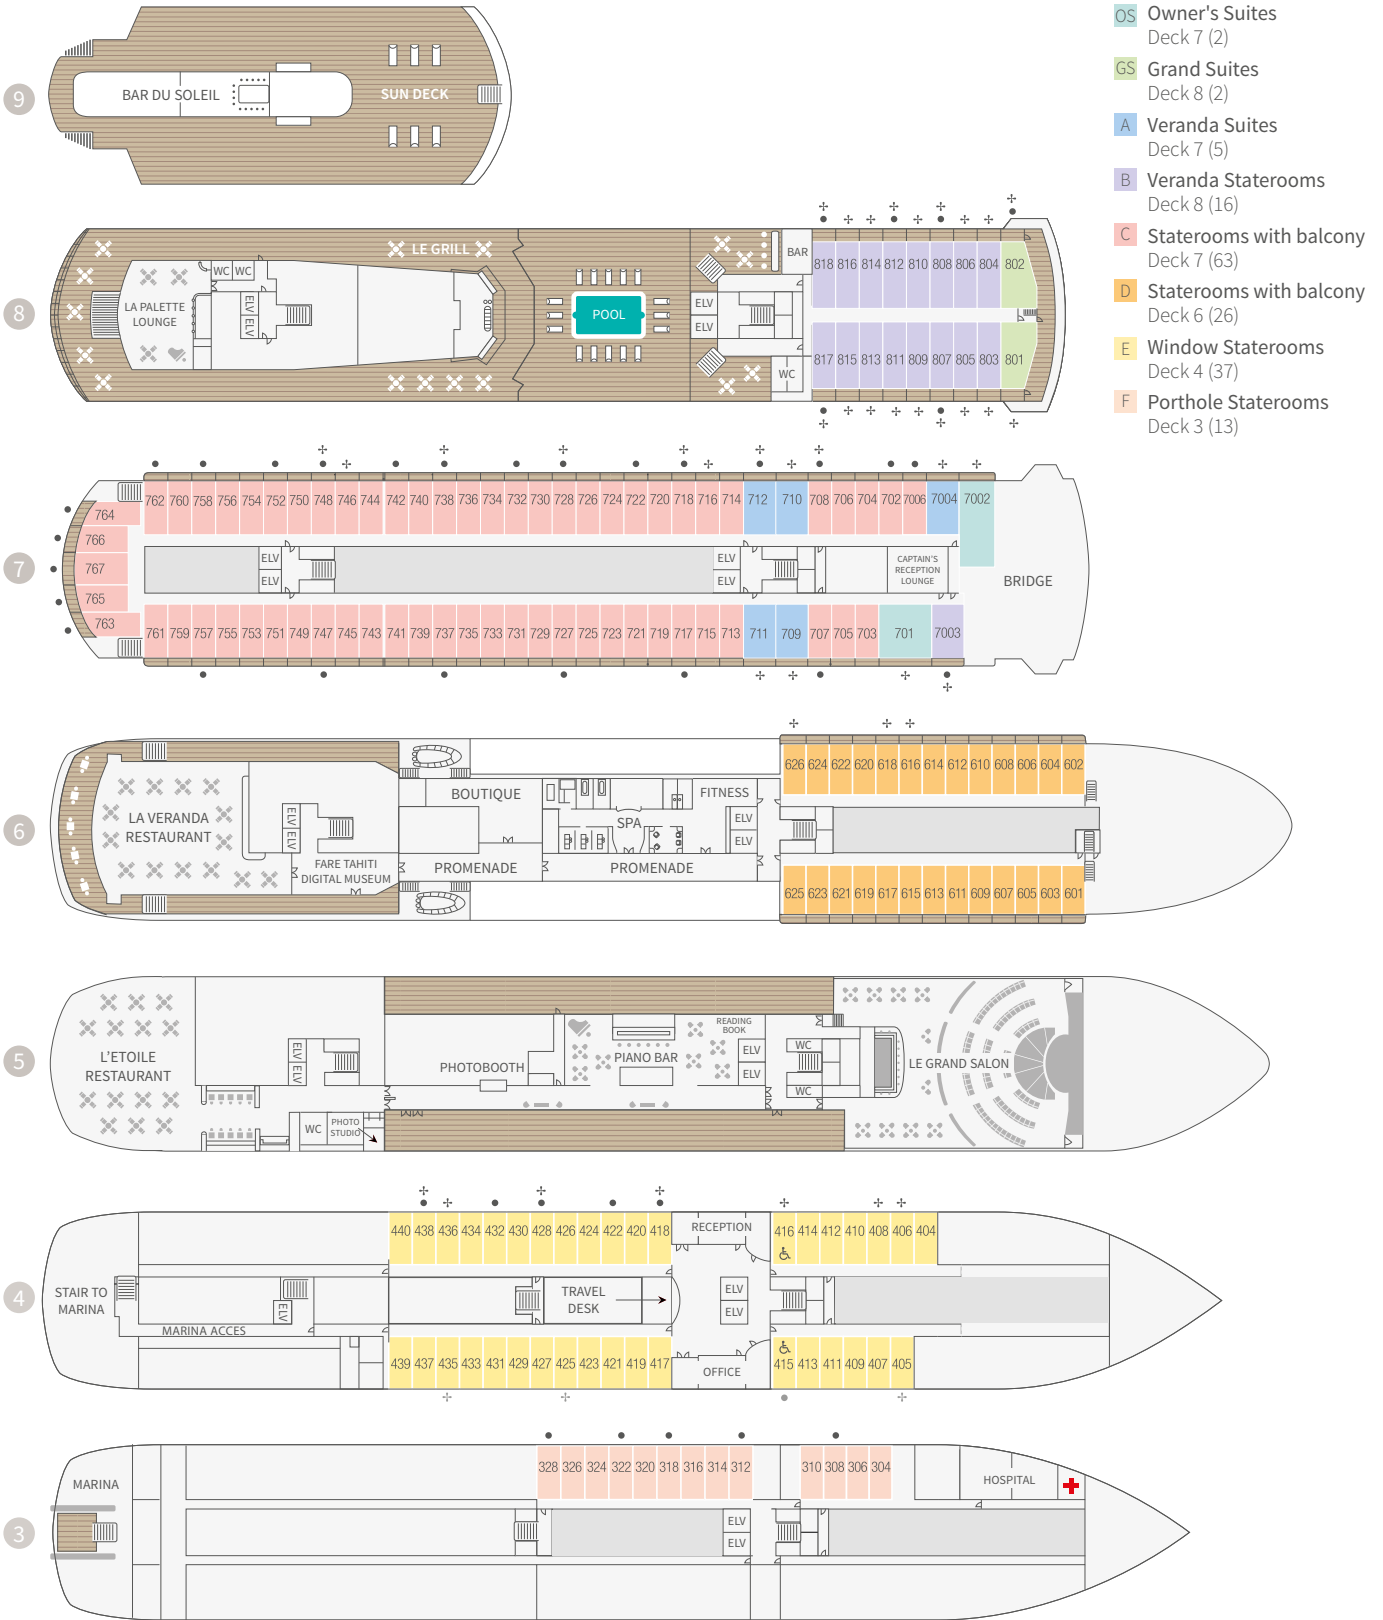 OS Owner's Suites
Deck 7 (2)
GS Grand Suites
Deck 8 (2)
A Veranda Suites
Deck 7 (5)
B Veranda Staterooms
Deck 8 (16)
C Staterooms with balcony
Deck 7 (63)
D Staterooms with balcony
Deck 6 (26)
E Window Staterooms
Deck 4 (37)
F Porthole Staterooms
Deck 3 (13)
9
BAR DU SOLEIL
SUN DECK
8
LE GRILL
BAR
WC WC
LA PALETTE
LOUNGE
ELV
ELV
POOL
ELV
ELV
WC
818 816 814 812 810 808 806 804 802
817 815 813 811 809 807 805 803 801
7
762 760 758 756 754 752 750 748 746 744 742 740 738 736 734 732 730 728 726 724 722 720 718 716 714 712 710 708 706 704 702 7006 7004 7002
764
766
767
765
763
ELV
ELV
ELV
ELV
CAPTAIN'S
RECEPTION
LOUNGE
BRIDGE
761 759 757 755 753 751 749 747 745 743 741 739 737 735 733 731 729 727 725 723 721 719 717 715 713 711 709 707 705 703 701 7003
6
626 624 622 620 618 616 614 612 610 608 606 604 602
BOUTIQUE
FITNESS
LA VERANDA
RESTAURANT
ELV
ELV
SPA
ELV
ELV
FARE TAHITI
DIGITAL MUSEUM
PROMENADE
PROMENADE
625 623 621 619 617 615 613 611 609 607 605 603 601
5
L'ETOILE
RESTAURANT
ELV
ELV
PHOTOBOOTH
PIANO BAR
READING
BOOK
ELV
ELV
WC
WC
LE GRAND SALON
WC
PHOTO
STUDIO
4
440 438 436 434 432 430 428 426 424 422 420 418
RECEPTION
416 414 412 410 408 406 404
STAIR TO
MARINA
ELV
MARINA ACCES
TRAVEL
DESK
ELV
ELV
439 437 435 433 431 429 427 425 423 421 419 417
OFFICE
415 413 411 409 407 405
3
MARINA
328 326 324 322 320 318 316 314 312 310 308 306 304
HOSPITAL
ELV
ELV